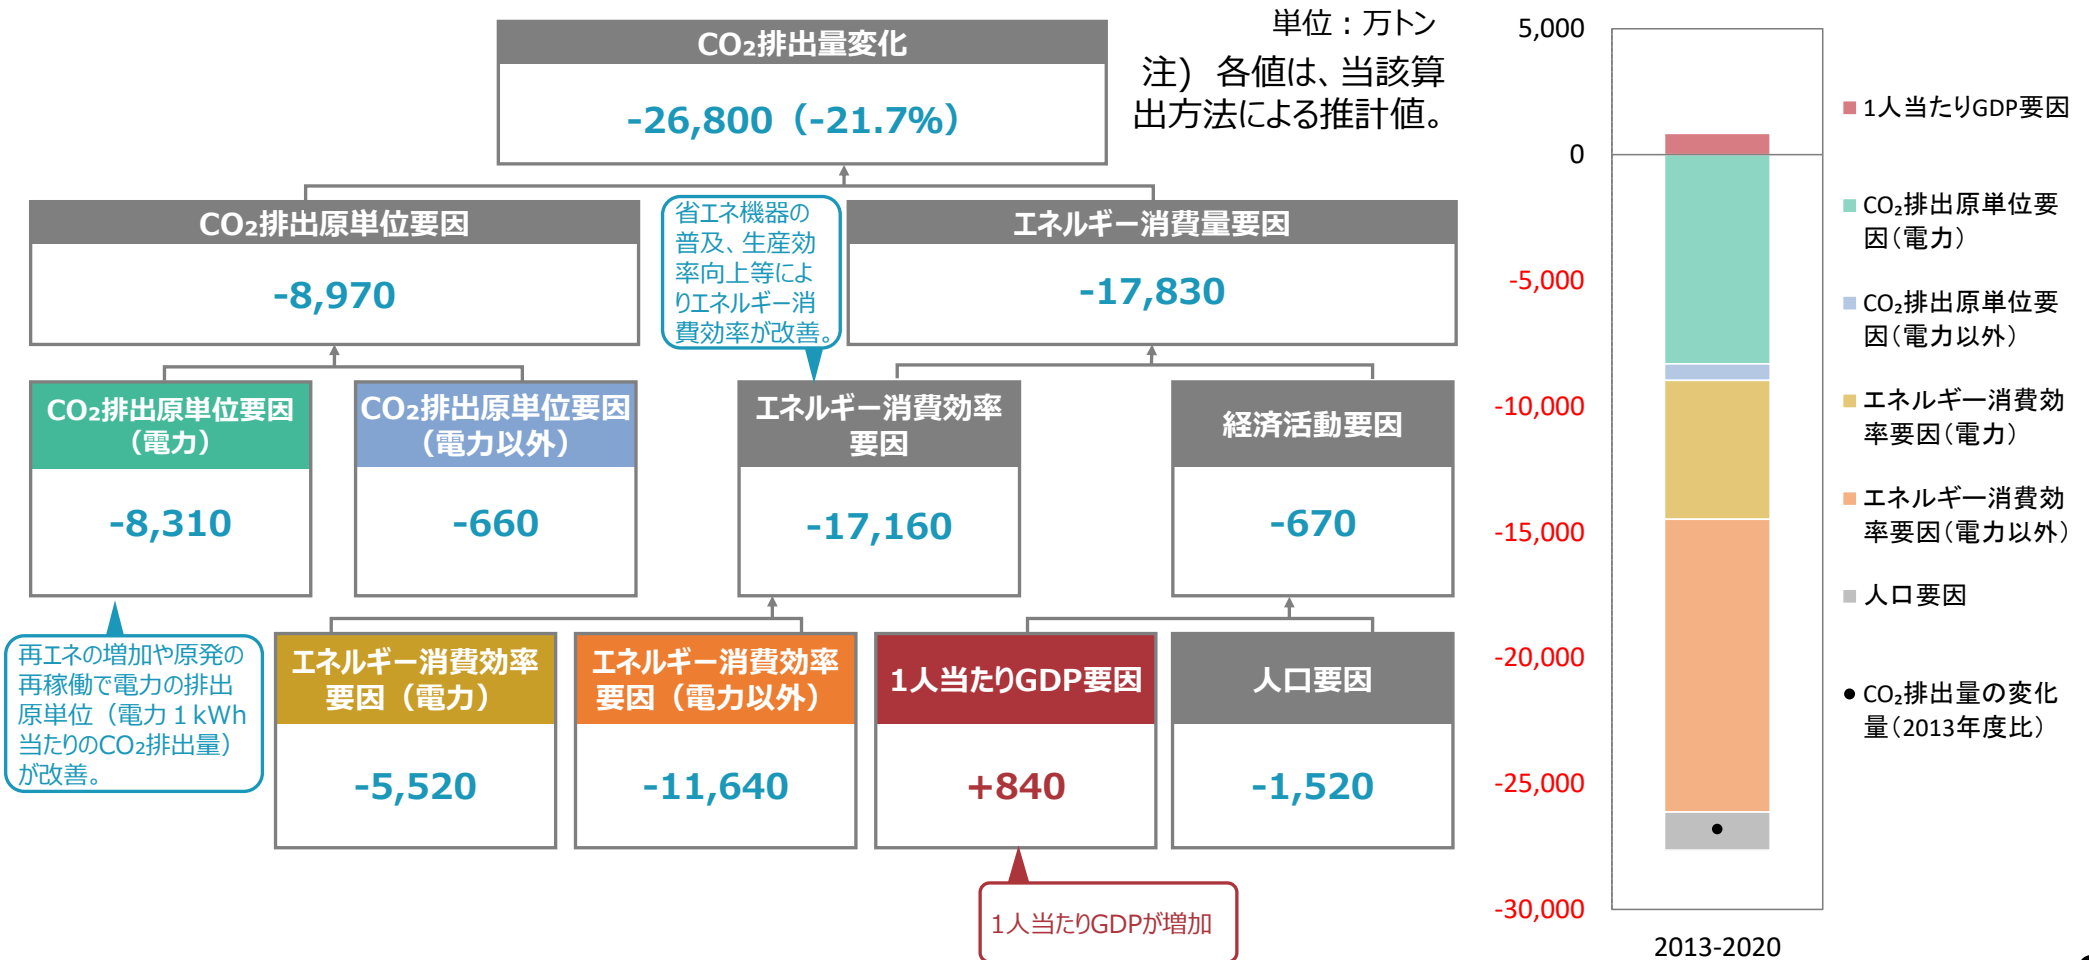 CO₂排出量変化
-26,800（-21.7%）
単位：万トン
注）各値は、当該算
出方法による推計値。
CO₂排出原単位要因
-8,970
省エネ機器の
普及、生産効
率向上等によ
りエネルギー消
費効率が改善。
エネルギー消費量要因
-17,830
CO₂排出原単位要因
（電力）
-8,310
CO₂排出原単位要因
（電力以外）
-660
エネルギー消費効率
要因
-17,160
経済活動要因
-670
再エネの増加や原発の
再稼働で電力の排出
原単位（電力１kWh
当たりのCO₂排出量）
が改善。
エネルギー消費効率
要因（電力）
-5,520
エネルギー消費効率
要因（電力以外）
-11,640
1人当たりGDP要因
+840
人口要因
-1,520
1人当たりGDPが増加
5,000
0
-5,000
-10,000
-15,000
-20,000
-25,000
-30,000
2013-2020
1人当たりGDP要因
CO₂排出原単位要
因（電力）
CO₂排出原単位要
因（電力以外）
エネルギー消費効
率要因（電力）
エネルギー消費効
率要因（電力以外）
人口要因
CO₂排出量の変化
量（2013年度比）